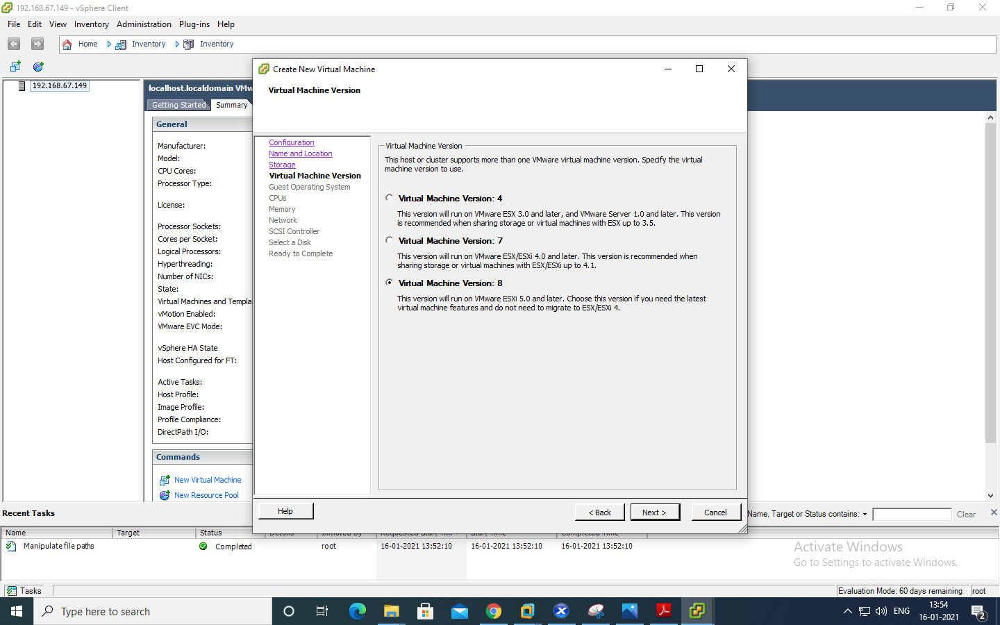 192.168.67.149 - vSphere Client
File Edit View Inventory Administration Plug-ins Help
Home Inventory Inventory
192.168.67.149
localhost.localdomain VMw
Getting Started Summary
General
Manufacturer:
Model:
CPU Cores:
Processor Type:
License:
Processor Sockets:
Cores per Socket:
Logical Processors:
Hyperthreading:
Number of NICs:
State:
Virtual Machines and Templa
vMotion Enabled:
VMware EVC Mode:
vSphere HA State
Host Configured for FT:
Active Tasks:
Host Profile:
Image Profile:
Profile Compliance:
DirectPath I/O:
Commands
New Virtual Machine
New Resource Pool
Create New Virtual Machine
Virtual Machine Version
Configuration
Name and Location
Storage
Virtual Machine Version
Guest Operating System
CPUs
Memory
Network
SCSI Controller
Select a Disk
Ready to Complete
Virtual Machine Version
This host or cluster supports more than one VMware virtual machine version. Specify the virtual
machine version to use.
Virtual Machine Version: 4
This version will run on VMware ESX 3.0 and later, and VMware Server 1.0 and later. This version
is recommended when sharing storage or virtual machines with ESX up to 3.5.
Virtual Machine Version: 7
This version will run on VMware ESX/ESXi 4.0 and later. This version is recommended when
sharing storage or virtual machines with ESX/ESXi up to 4.1.
Virtual Machine Version: 8
This version will run on VMware ESXi 5.0 and later. Choose this version if you need the latest
virtual machine features and do not need to migrate to ESX/ESXi 4.
Help < Back Next > Cancel
Recent Tasks
Name, Target or Status contains: Clear
Name Target Status Details Initiated by Requested Start Ti... Start Time Completed Time
Manipulate file paths Completed root 16-01-2021 13:52:10 16-01-2021 13:52:10 16-01-2021 13:52:10
Activate Windows
Go to Settings to activate Windows.
Tasks Evaluation Mode: 60 days remaining root
Type here to search
ENG
13:54
16-01-2021
2